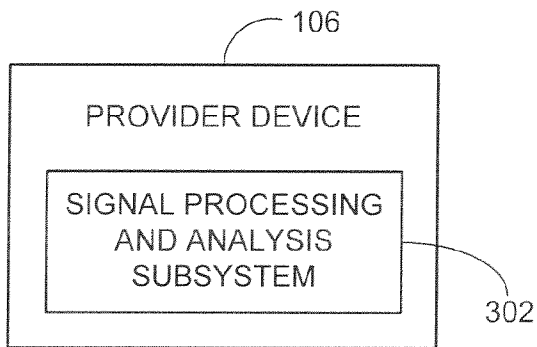 106
PROVIDER DEVICE
SIGNAL PROCESSING
AND ANALYSIS
SUBSYSTEM
302